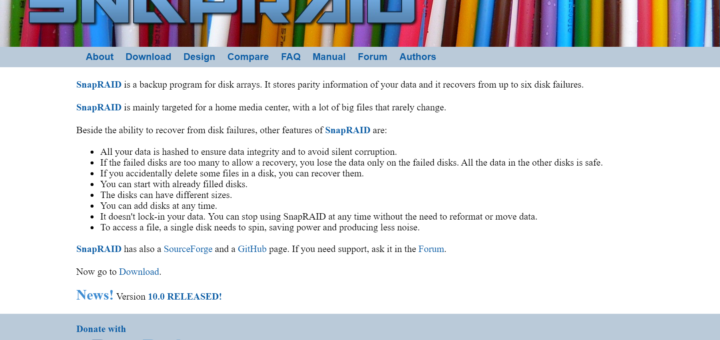 SNAPRAID
About Download Design Compare FAQ Manual Forum Authors
SnapRAID is a backup program for disk arrays. It stores parity information of your data and it recovers from up to six disk failures.
SnapRAID is mainly targeted for a home media center, with a lot of big files that rarely change.
Beside the ability to recover from disk failures, other features of SnapRAID are:
All your data is hashed to ensure data integrity and to avoid silent corruption.
If the failed disks are too many to allow a recovery, you lose the data only on the failed disks. All the data in the other disks is safe.
If you accidentally delete some files in a disk, you can recover them.
You can start with already filled disks.
The disks can have different sizes.
You can add disks at any time.
It doesn't lock-in your data. You can stop using SnapRAID at any time without the need to reformat or move data.
To access a file, a single disk needs to spin, saving power and producing less noise.
SnapRAID has also a SourceForge and a GitHub page. If you need support, ask it in the Forum.
Now go to Download.
News! Version 10.0 RELEASED!
Donate with